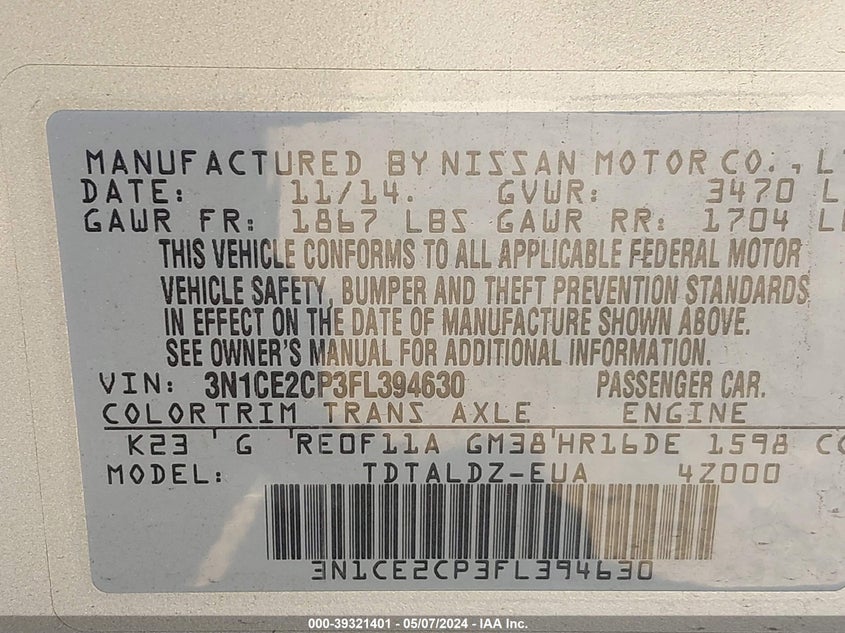 MANUFACTURED BY NISSAN MOTOR CO.,
DATE: 11/14. GVWR: 3470
GAWR FR: 1867 LBS GAWR RR: 1704
THIS VEHICLE CONFORMS TO ALL APPLICABLE FEDERAL MOTOR
VEHICLE SAFETY, BUMPER AND THEFT PREVENTION STANDARDS
IN EFFECT ON THE DATE OF MANUFACTURE SHOWN ABOVE.
SEE OWNER'S MANUAL FOR ADDITIONAL INFORMATION.
VIN: 3N1CE2CP3FL394630 PASSENGER CAR.
COLOR TRIM TRANS AXLE ENGINE
K23 G RE0F11A GM38 HR16DE 1598
MODEL: TDTALDZ-EUA 4Z000
3N1CE2CP3FL394630
000-39321401 - 05/07/2024 - IAA Inc.